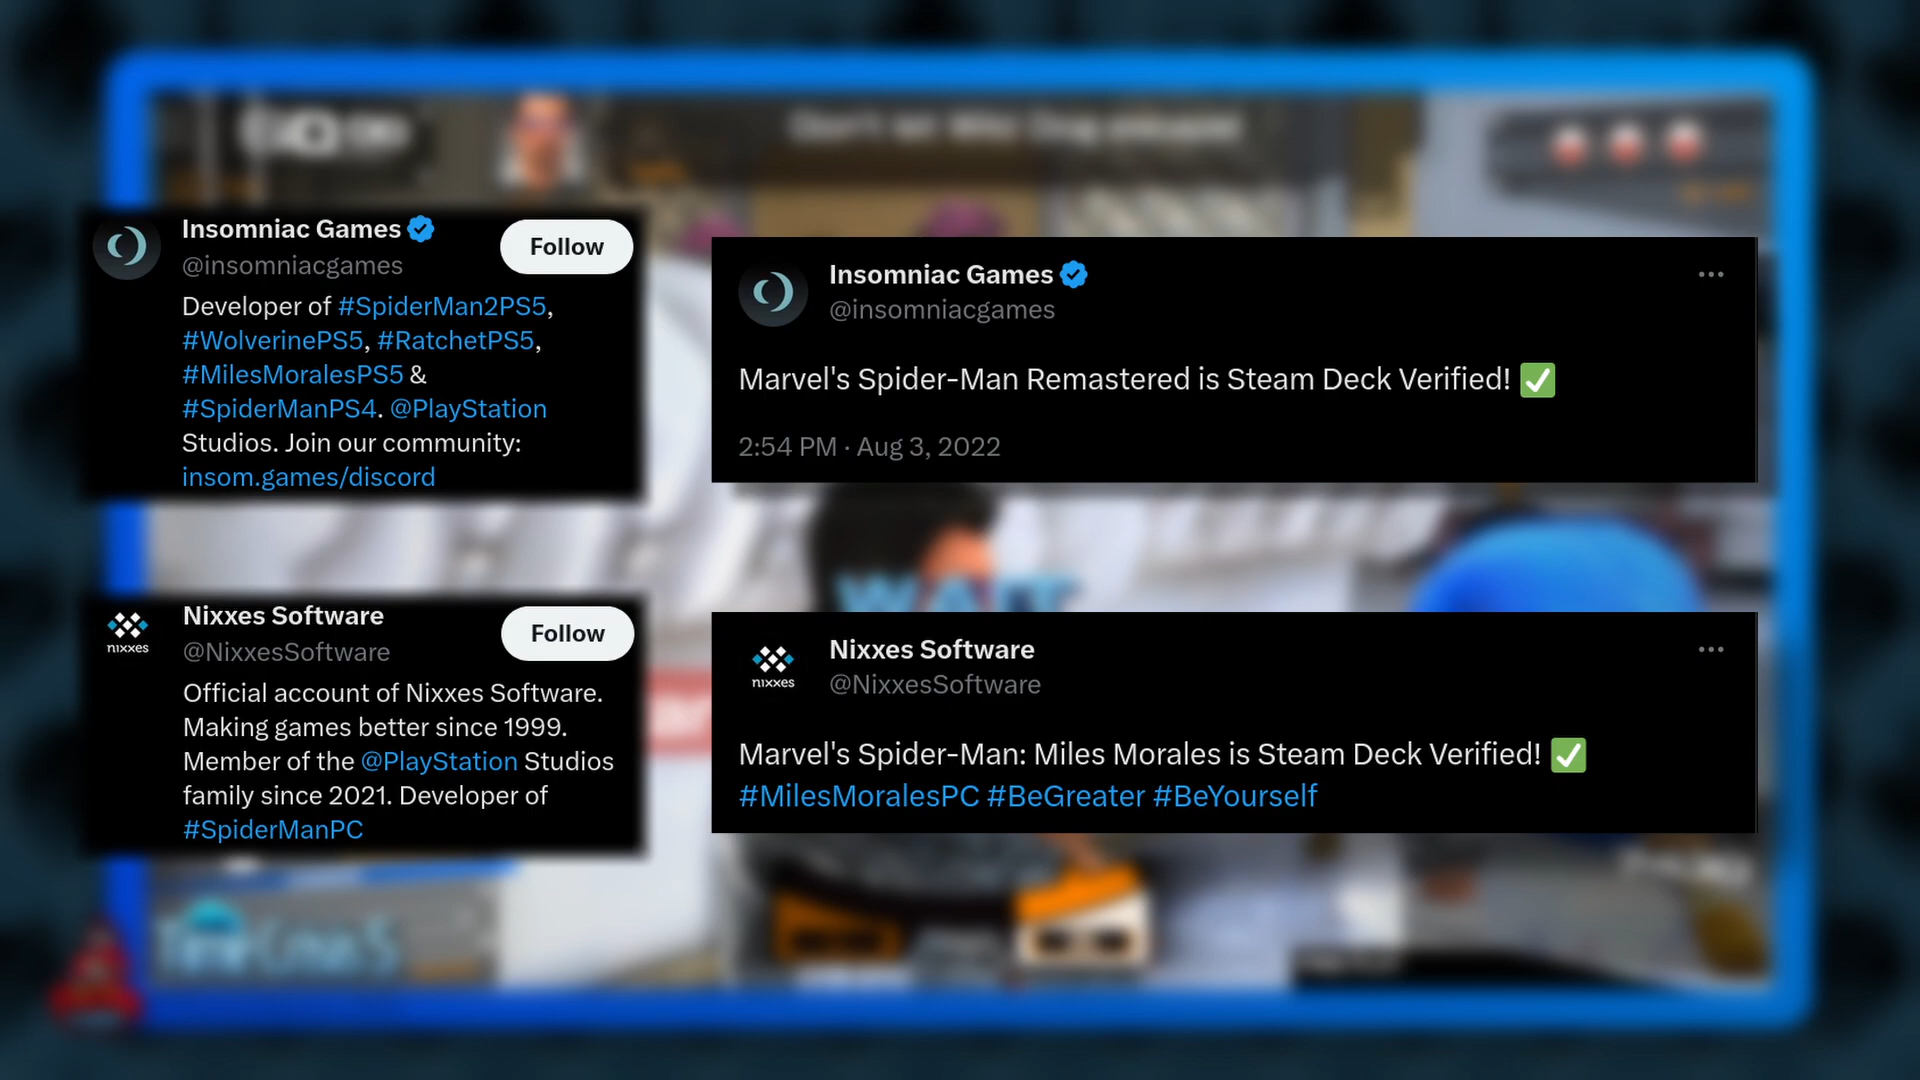 Insomniac Games
@insomniacgames
Follow
Developer of #SpiderMan2PS5,
#WolverinePS5, #RatchetPS5,
#MilesMoralesPS5 &
#SpiderManPS4. @PlayStation
Studios. Join our community:
insom.games/discord
Insomniac Games
@insomniacgames
Marvel's Spider-Man Remastered is Steam Deck Verified! ✅
2:54 PM · Aug 3, 2022
nixxes
Nixxes Software
@NixxesSoftware
Follow
Official account of Nixxes Software.
Making games better since 1999.
Member of the @PlayStation Studios
family since 2021. Developer of
#SpiderManPC
nixxes
Nixxes Software
@NixxesSoftware
Marvel's Spider-Man: Miles Morales is Steam Deck Verified! ✅
#MilesMoralesPC #BeGreater #BeYourself
WAIT